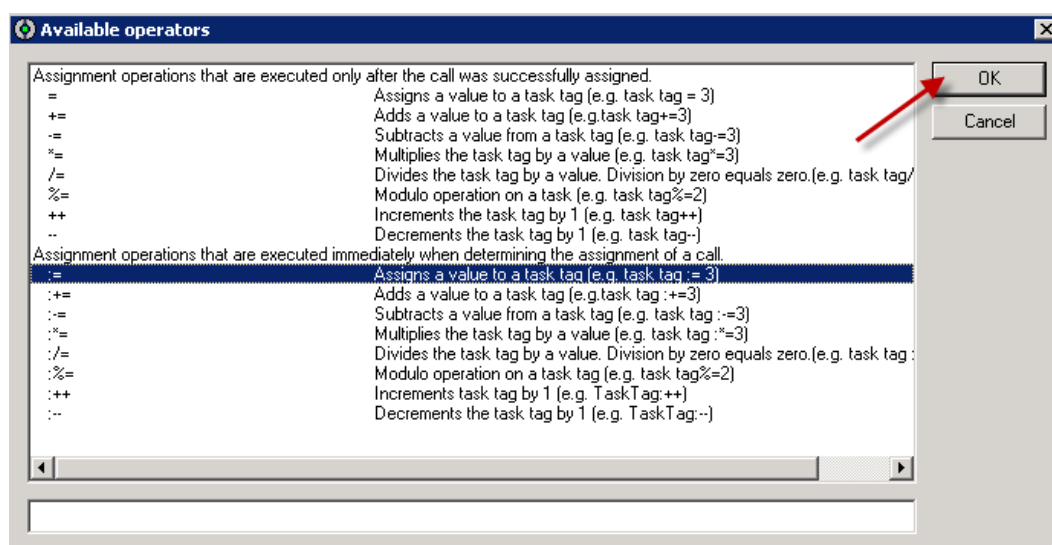 Available operators
Assignment operations that are executed only after the call was successfully assigned.
= Assigns a value to a task tag (e.g. task tag = 3)
+= Adds a value to a task tag (e.g.task tag+=3)
-= Subtracts a value from a task tag (e.g. task tag-=3)
*= Multiplies the task tag by a value (e.g. task tag*=3)
/= Divides the task tag by a value. Division by zero equals zero.(e.g. task tag/
%= Modulo operation on a task (e.g. task tag%=2)
++ Increments the task tag by 1 (e.g. task tag++)
-- Decrements the task tag by 1 (e.g. task tag--)
Assignment operations that are executed immediately when determining the assignment of a call.
:= Assigns a value to a task tag (e.g. task tag := 3)
:+= Adds a value to a task tag (e.g.task tag :+=3)
:-= Subtracts a value from a task tag (e.g. task tag :-=3)
:*= Multiplies the task tag by a value (e.g. task tag :*=3)
:/= Divides the task tag by a value. Division by zero equals zero.(e.g. task tag :
:%= Modulo operation on a task tag (e.g. task tag%=2)
:++ Increments task tag by 1 (e.g. TaskTag:++)
:-- Decrements the task tag by 1 (e.g. TaskTag:--)
OK
Cancel